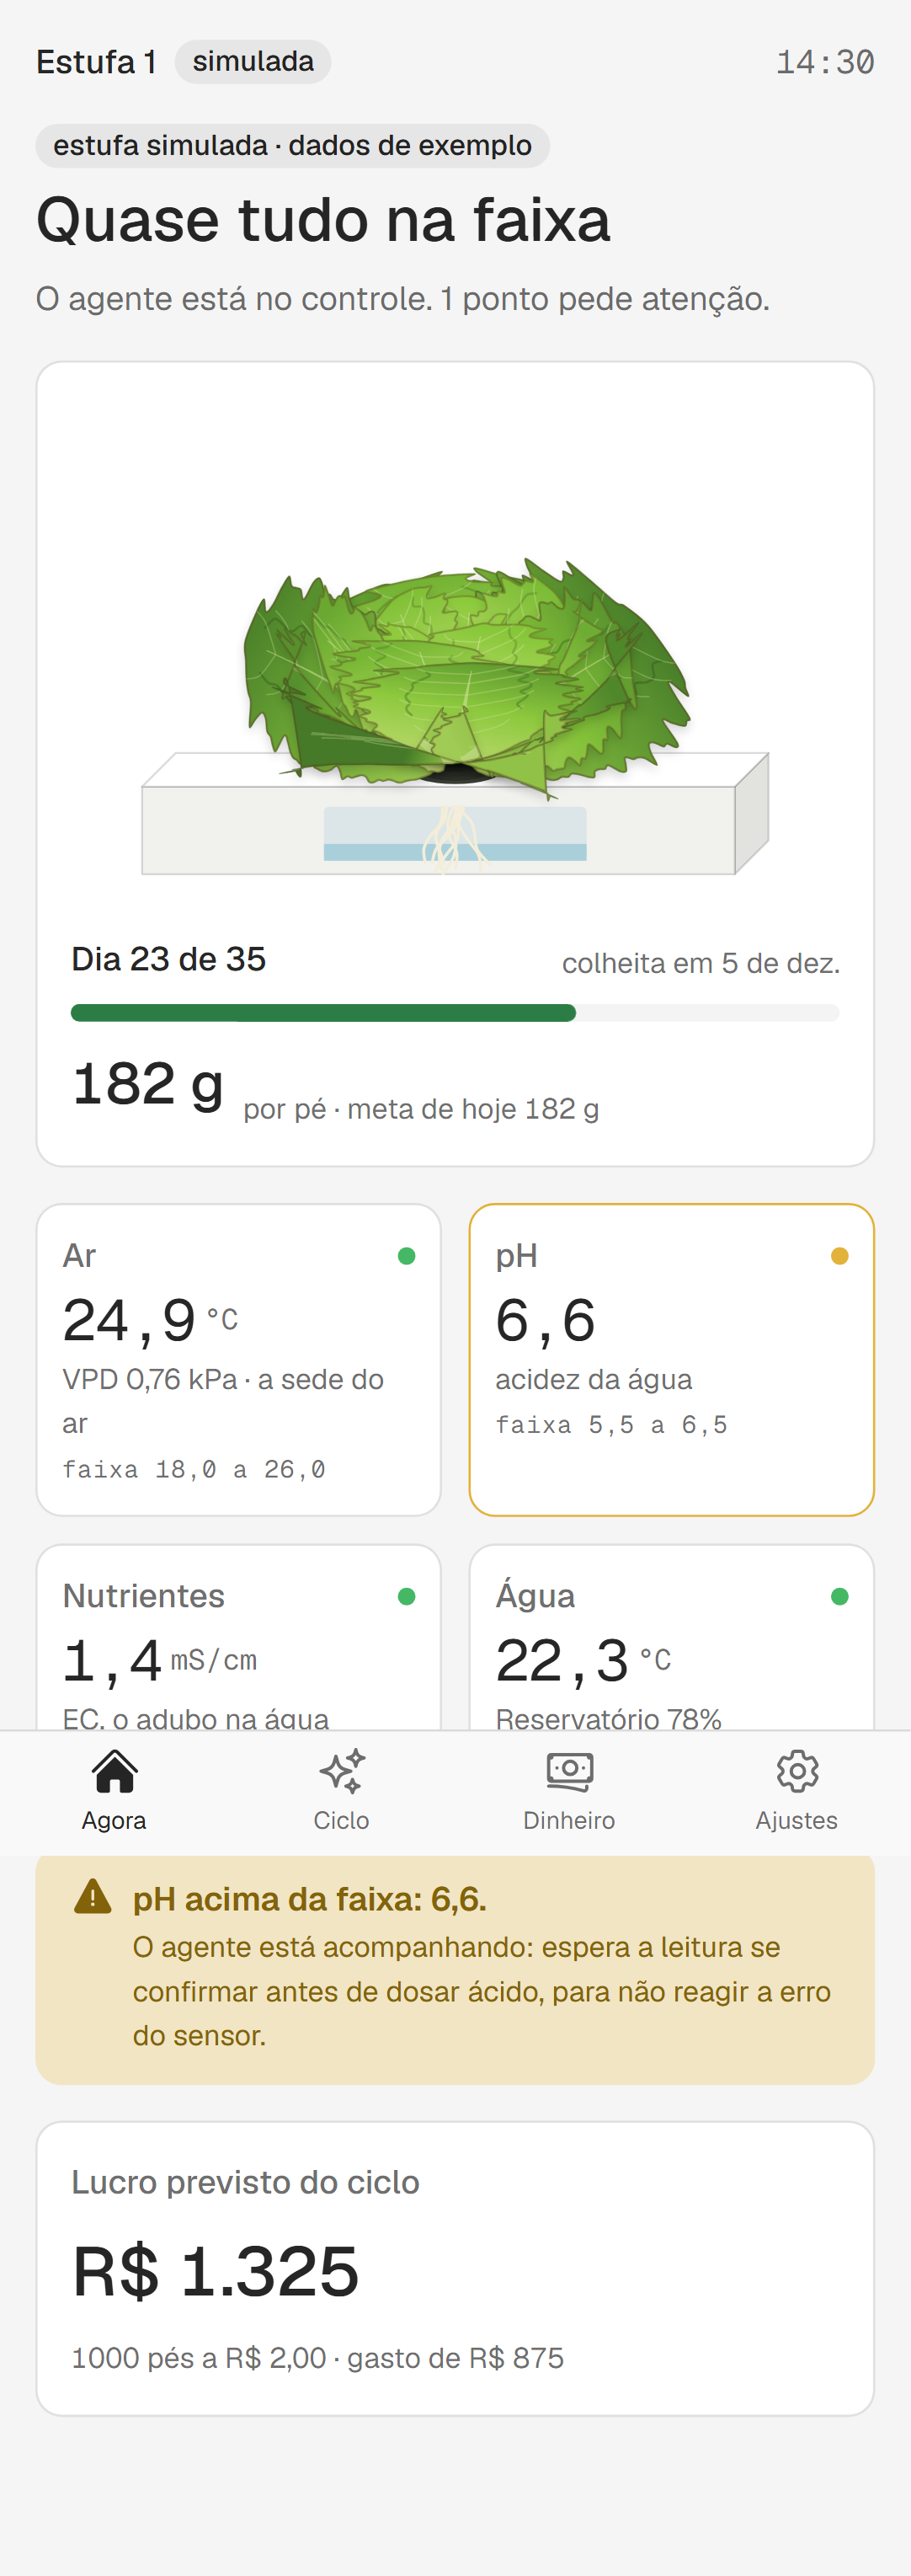 Estufa 1 simulada 14:30
estufa simulada · dados de exemplo
Quase tudo na faixa
O agente está no controle. 1 ponto pede atenção.
Dia 23 de 35 colheita em 5 de dez.
182 g por pé · meta de hoje 182 g
Ar
24,9 °C
VPD 0,76 kPa · a sede do
ar
faixa 18,0 a 26,0
pH
6,6
acidez da água
faixa 5,5 a 6,5
Nutrientes
1,4 mS/cm
EC, o adubo na água
Água
22,3 °C
Reservatório 78%
Agora Ciclo Dinheiro Ajustes
pH acima da faixa: 6,6.
O agente está acompanhando: espera a leitura se
confirmar antes de dosar ácido, para não reagir a erro
do sensor.
Lucro previsto do ciclo
R$ 1.325
1000 pés a R$ 2,00 · gasto de R$ 875